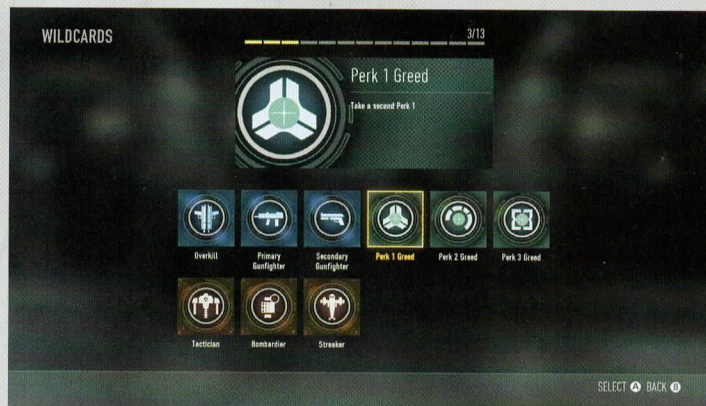 WILDCARDS
3/13
Perk 1 Greed
Take a second Perk 1
Overkill
Primary
Gunfighter
Secondary
Gunfighter
Perk 1 Greed
Perk 2 Greed
Perk 3 Greed
Tactician
Bombardier
Streaker
SELECT A BACK B